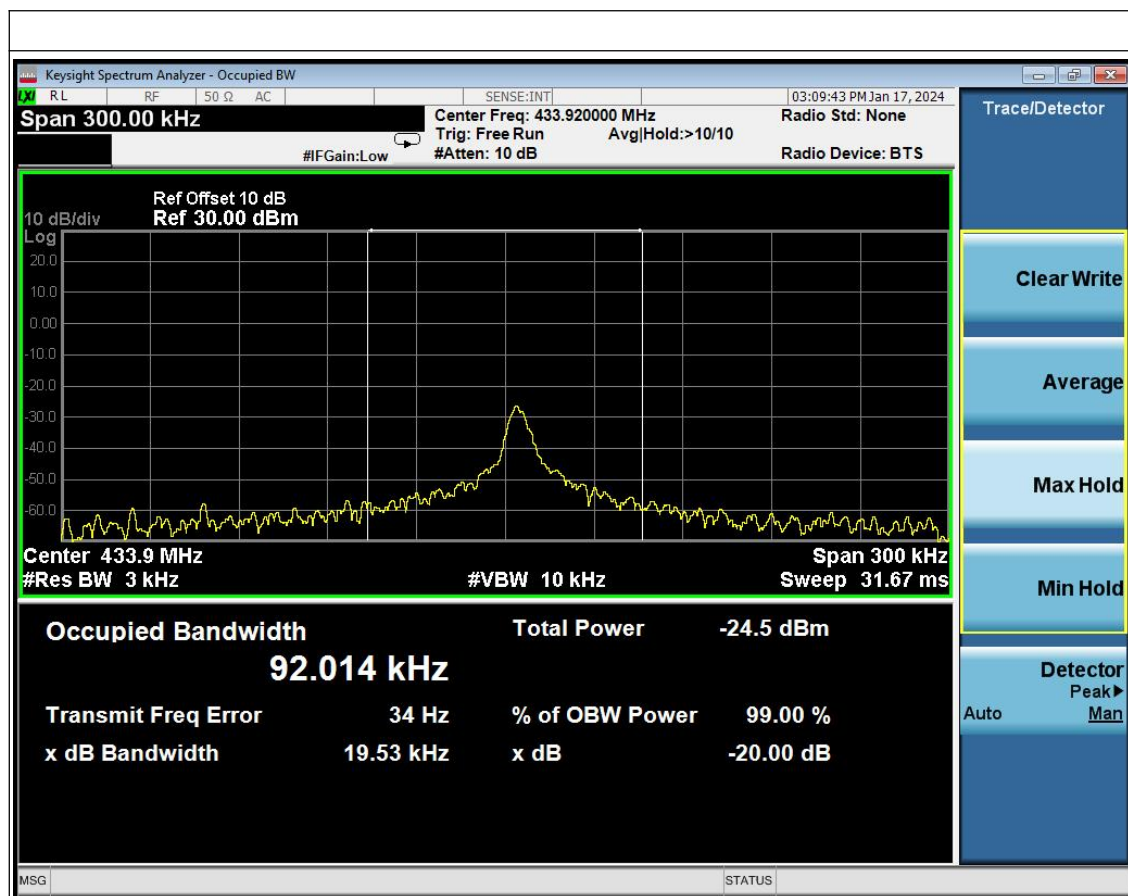 Keysight Spectrum Analyzer - Occupied BW
LXI RL RF 50 Ω AC SENSE:INT 03:09:43 PM Jan 17, 2024
Span 300.00 kHz
Center Freq: 433.920000 MHz Radio Std: None
Trig: Free Run Avg|Hold:>10/10
#IFGain:Low #Atten: 10 dB Radio Device: BTS
Ref Offset 10 dB
10 dB/div Ref 30.00 dBm
Log
20.0
10.0
0.00
-10.0
-20.0
-30.0
-40.0
-50.0
-60.0
Center 433.9 MHz Span 300 kHz
#Res BW 3 kHz #VBW 10 kHz Sweep 31.67 ms
Occupied Bandwidth Total Power -24.5 dBm
92.014 kHz
Transmit Freq Error 34 Hz % of OBW Power 99.00 %
x dB Bandwidth 19.53 kHz x dB -20.00 dB
MSG STATUS
Trace/Detector
Clear Write
Average
Max Hold
Min Hold
Detector
Peak▶
Auto Man